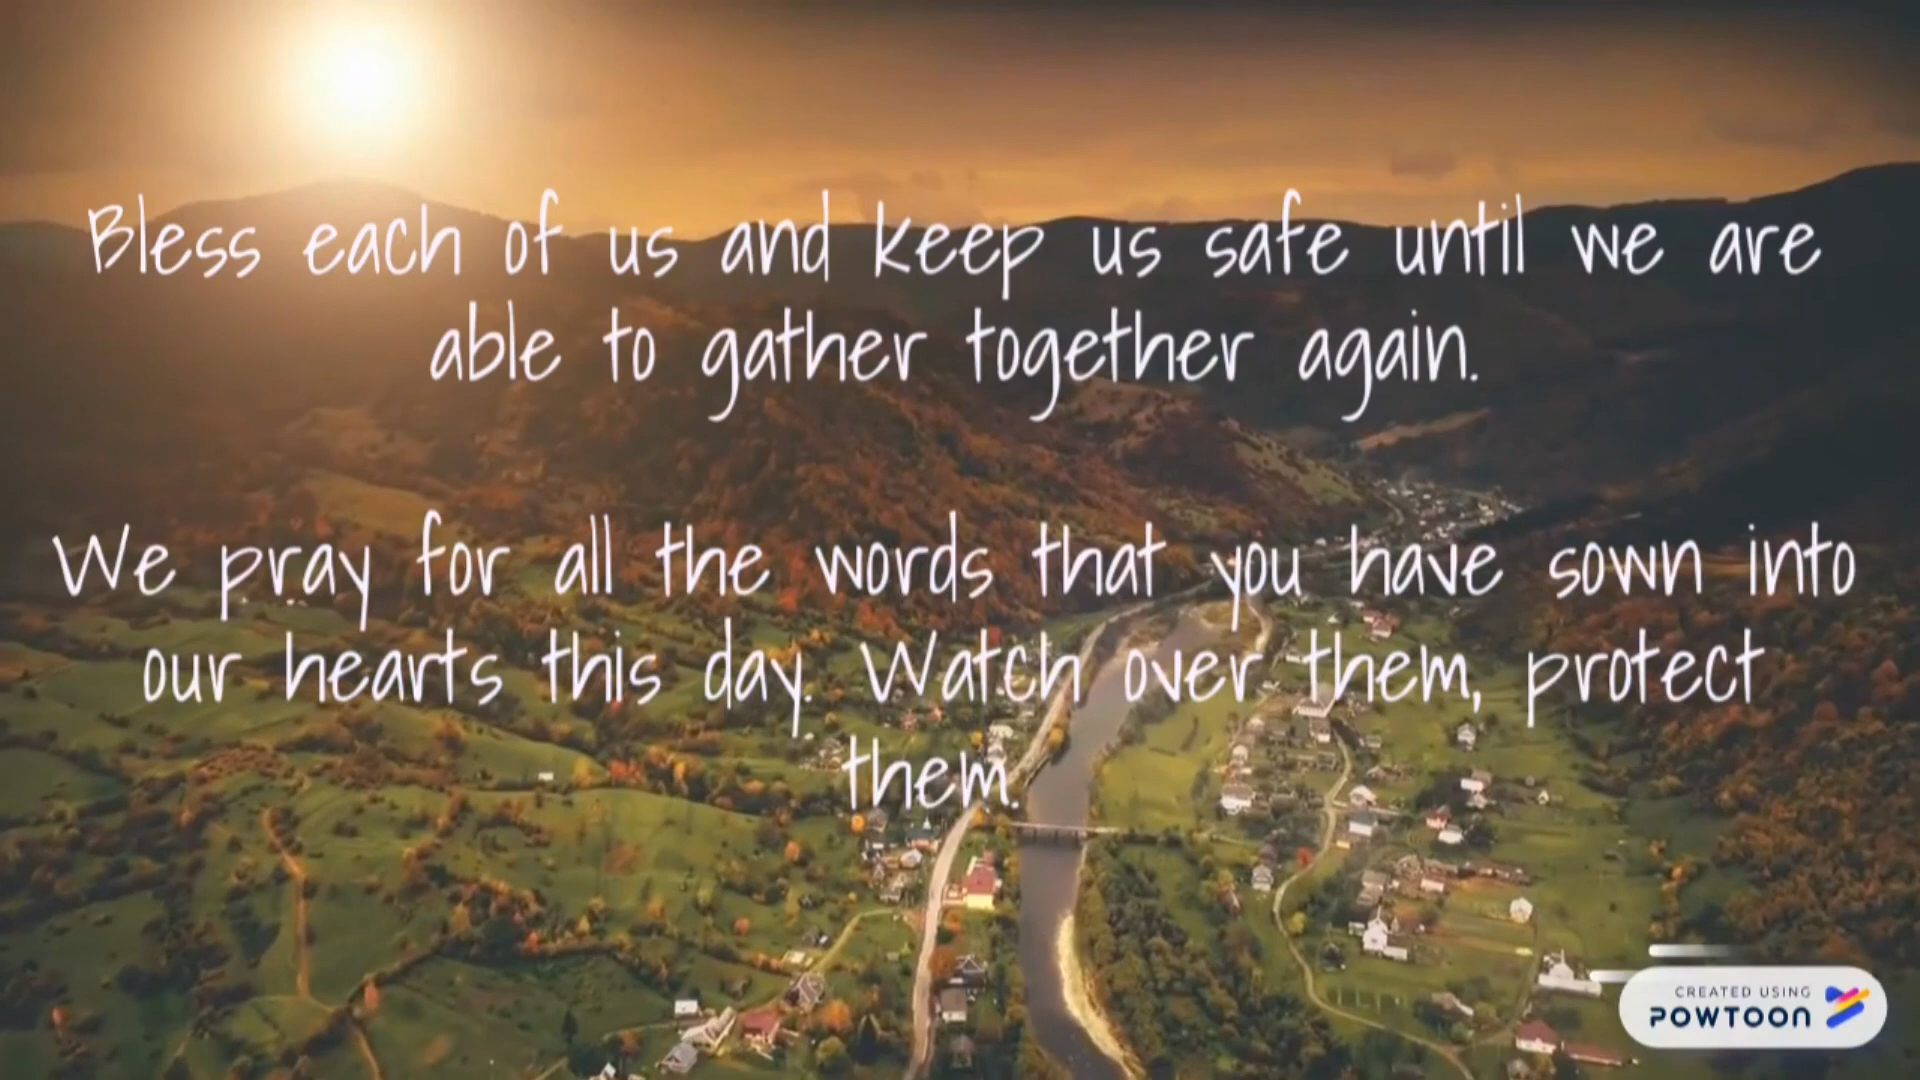 Bless each of us and keep us safe until we are
able to gather together again.
We pray for all the words that you have sown into
our hearts this day. Watch over them, protect
them.
CREATED USING
POWTOON